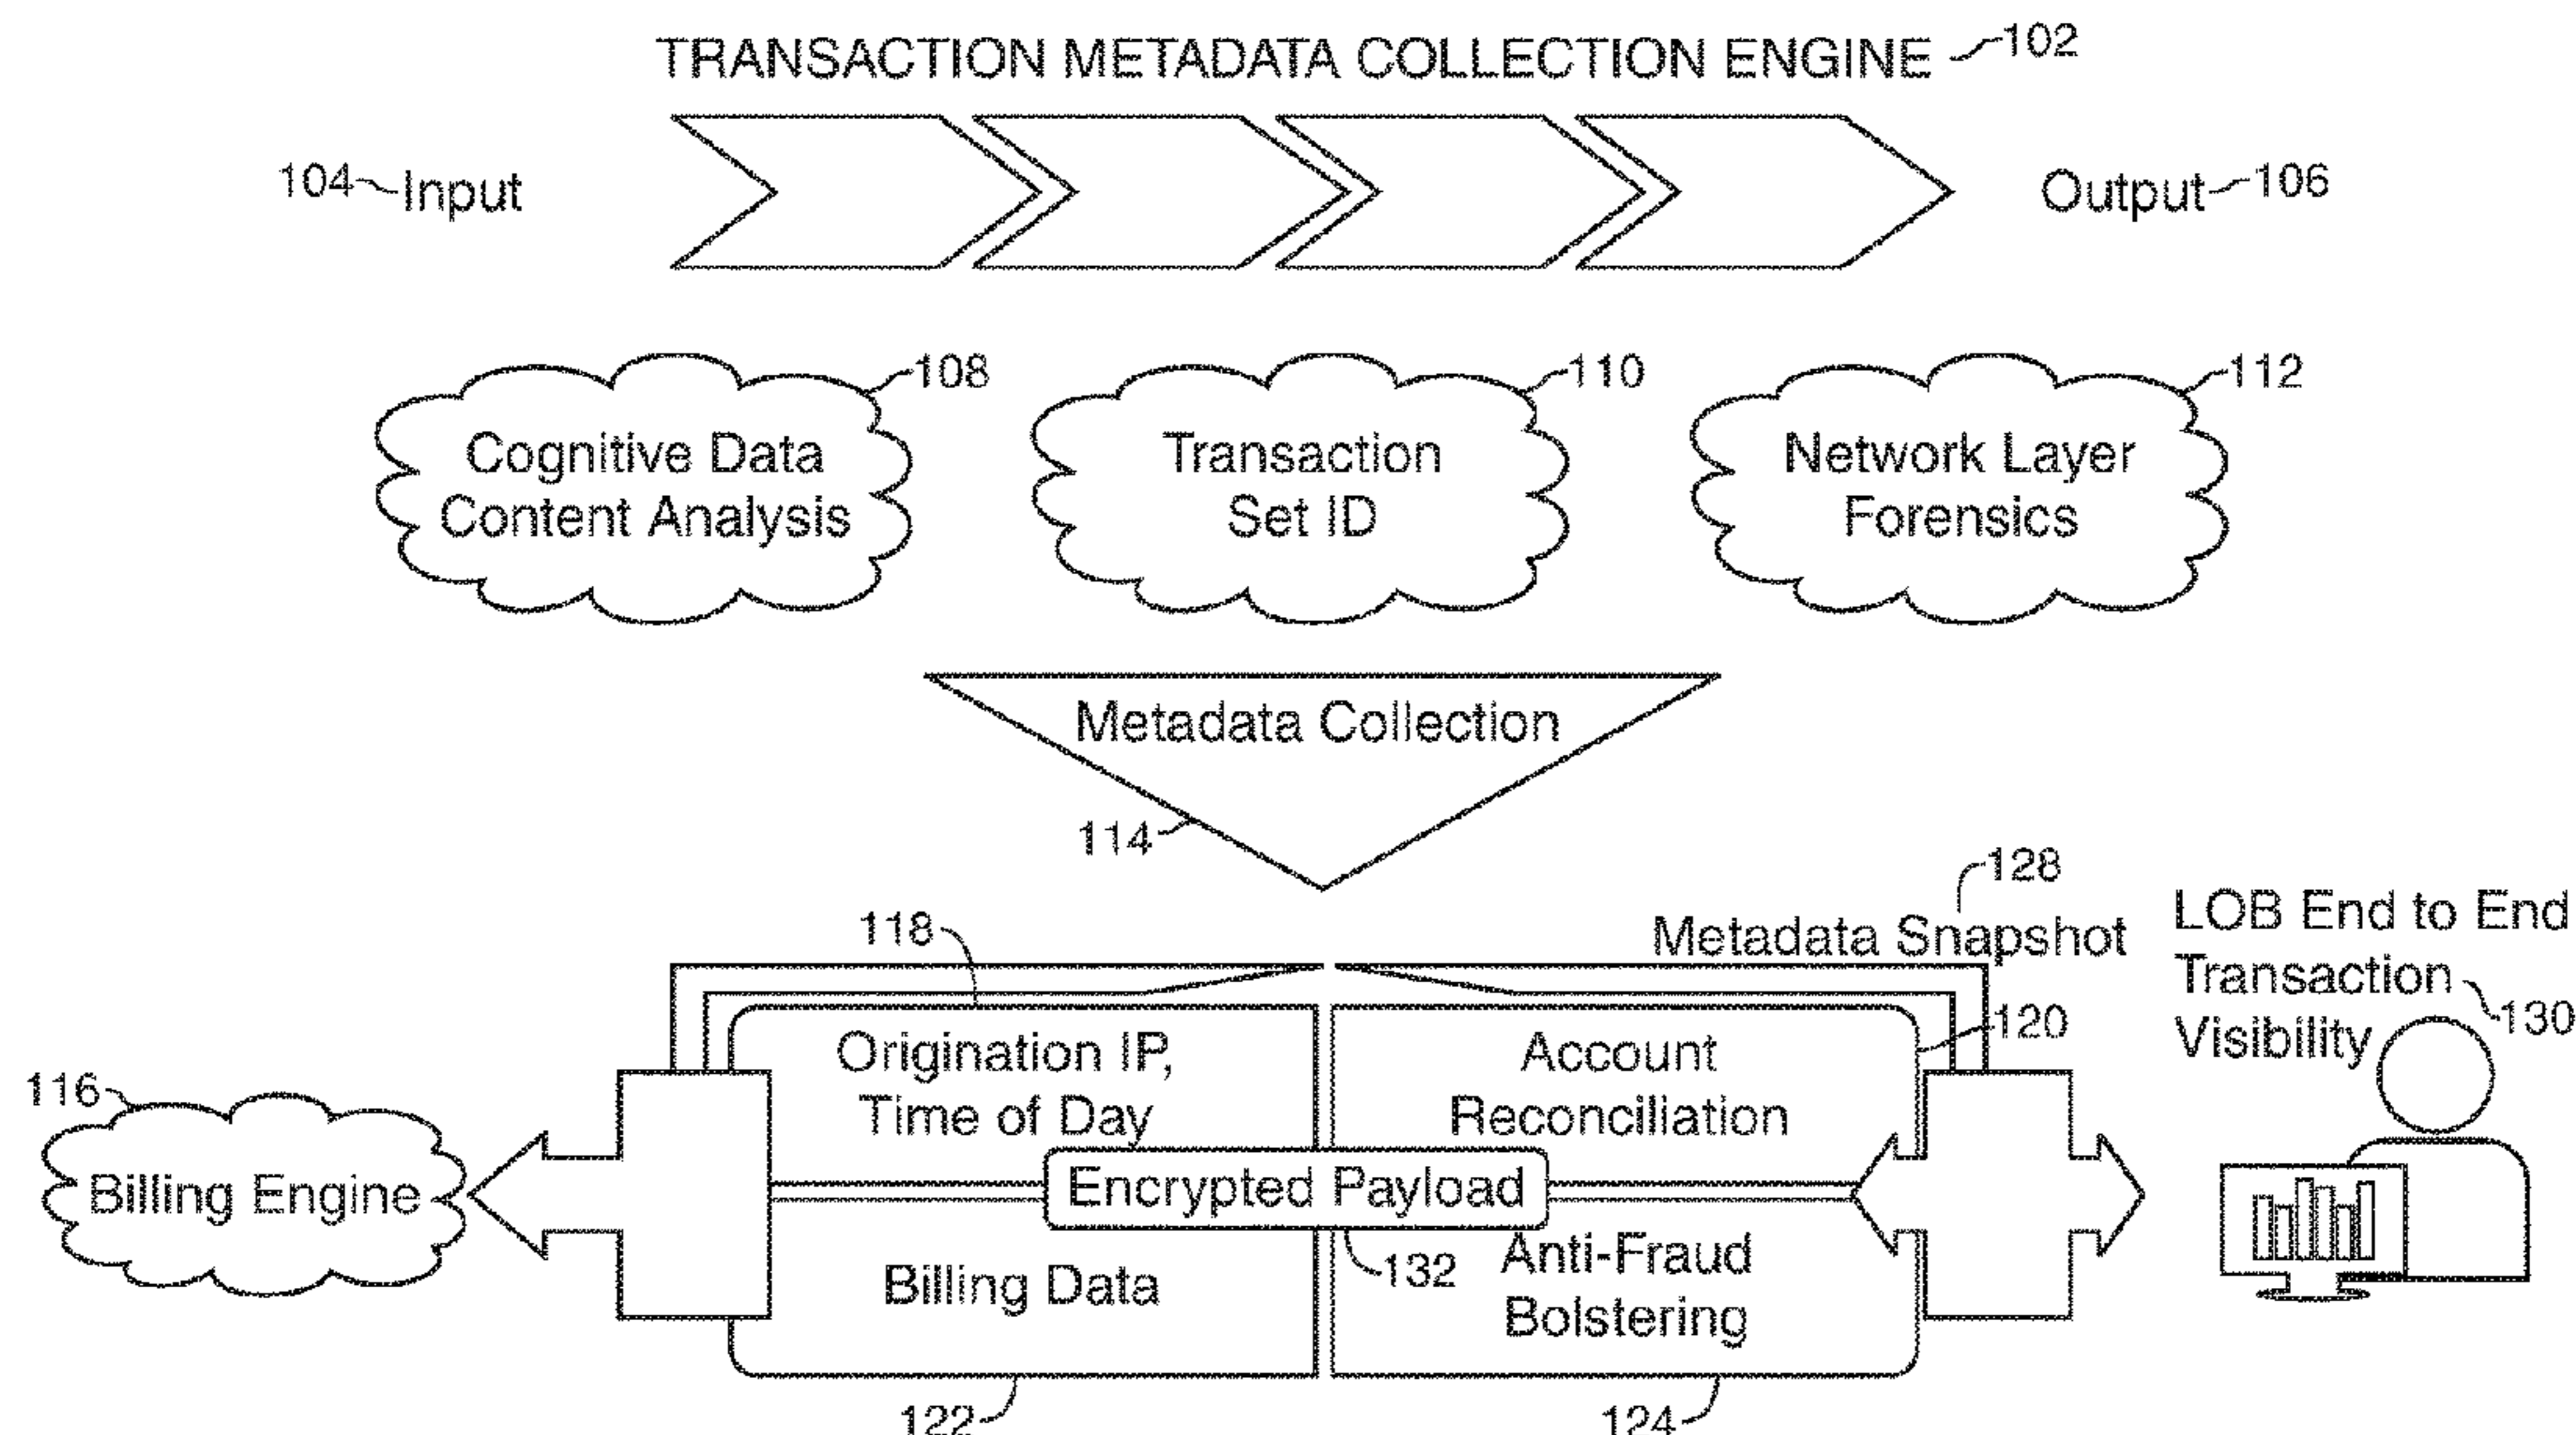 TRANSACTION METADATA COLLECTION ENGINE 102
104 Input
Output 106
108
110
112
Cognitive Data
Content Analysis
Transaction
Set ID
Network Layer
Forensics
Metadata Collection
114
128
118
Metadata Snapshot
LOB End to End
Transaction
Visibility
130
120
116
Origination IP,
Time of Day
Account
Reconciliation
Billing Engine
Encrypted Payload
132
Billing Data
Anti-Fraud
Bolstering
122
124